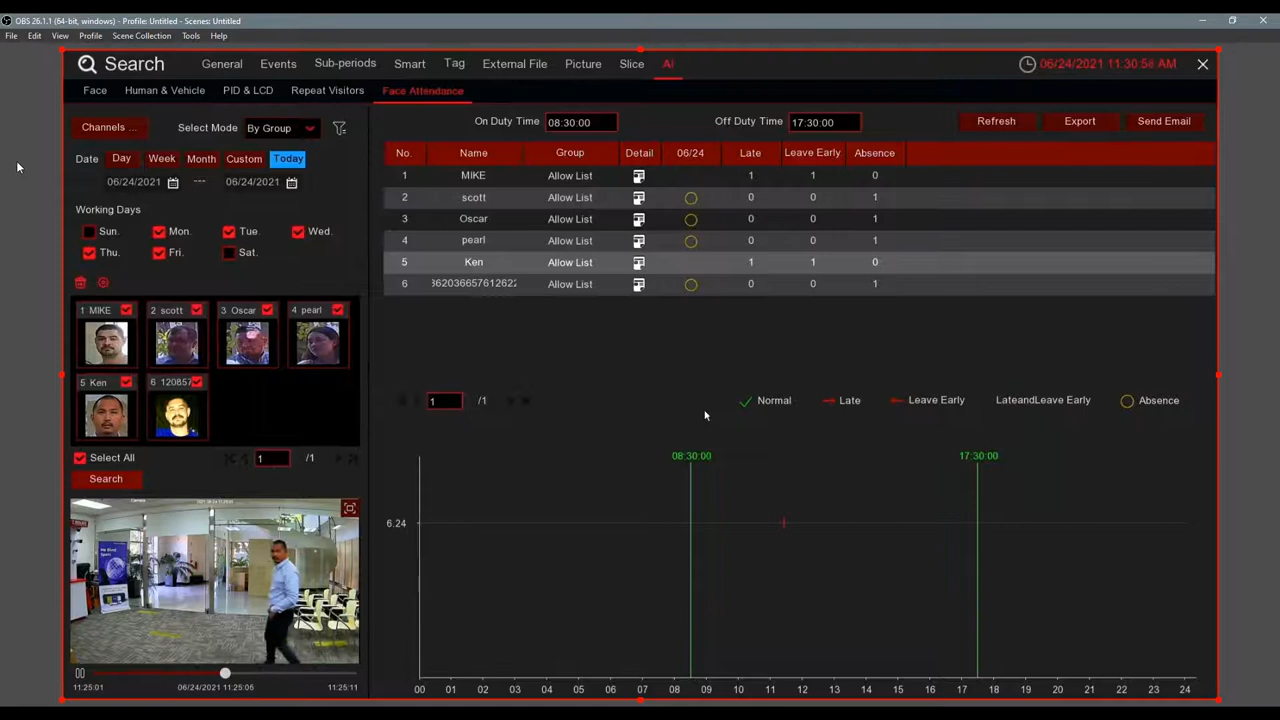 OBS 26.1.1 (64-bit, windows) - Profile: Untitled - Scenes: Untitled
File Edit View Profile Scene Collection Tools Help
Search General Events Sub-periods Smart Tag External File Picture Slice AI 06/24/2021 11:30:58 AM
Face Human & Vehicle PID & LCD Repeat Visitors Face Attendance
Channels ... Select Mode By Group
On Duty Time 08:30:00 Off Duty Time 17:30:00 Refresh Export Send Email
Date Day Week Month Custom Today
06/24/2021 --- 06/24/2021
Working Days
Sun. Mon. Tue. Wed.
Thu. Fri. Sat.
No. Name Group Detail 06/24 Late Leave Early Absence
1 MIKE Allow List 1 1 0
2 scott Allow List 0 0 1
3 Oscar Allow List 0 0 1
4 pearl Allow List 0 0 1
5 Ken Allow List 1 1 0
6 362036657612622 Allow List 0 0 1
1 MIKE 2 scott 3 Oscar 4 pearl
5 Ken 6 120857
Select All 1 /1
Search
1 /1 Normal Late Leave Early LateandLeave Early Absence
08:30:00 17:30:00
6.24
00 01 02 03 04 05 06 07 08 09 10 11 12 13 14 15 16 17 18 19 20 21 22 23 24
11:25:01 06/24/2021 11:25:06 11:25:11